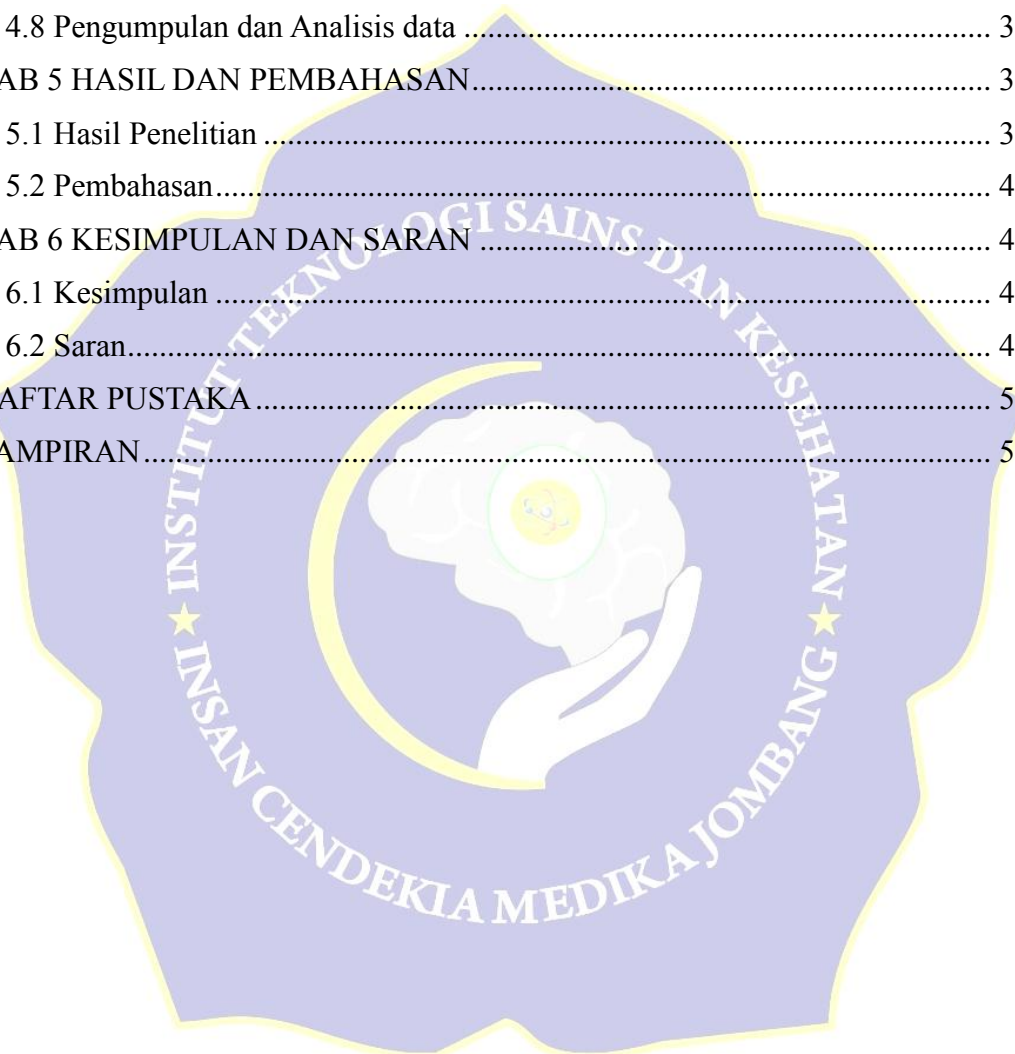 4.8 Pengumpulan dan Analisis data ................................................................. 3
AB 5 HASIL DAN PEMBAHASAN................................................................ 3
5.1 Hasil Penelitian ........................................................................................... 3
5.2 Pembahasan................................................................................................. 4
AB 6 KESIMPULAN DAN SARAN ............................................................... 4
6.1 Kesimpulan ................................................................................................. 4
6.2 Saran............................................................................................................ 4
AFTAR PUSTAKA ............................................................................................ 5
AMPIRAN.......................................................................................................... 5
INSTITUT TEKNOLOGI SAINS DAN KESEHATAN
INSAN CENDEKIA MEDIKA JOMBANG